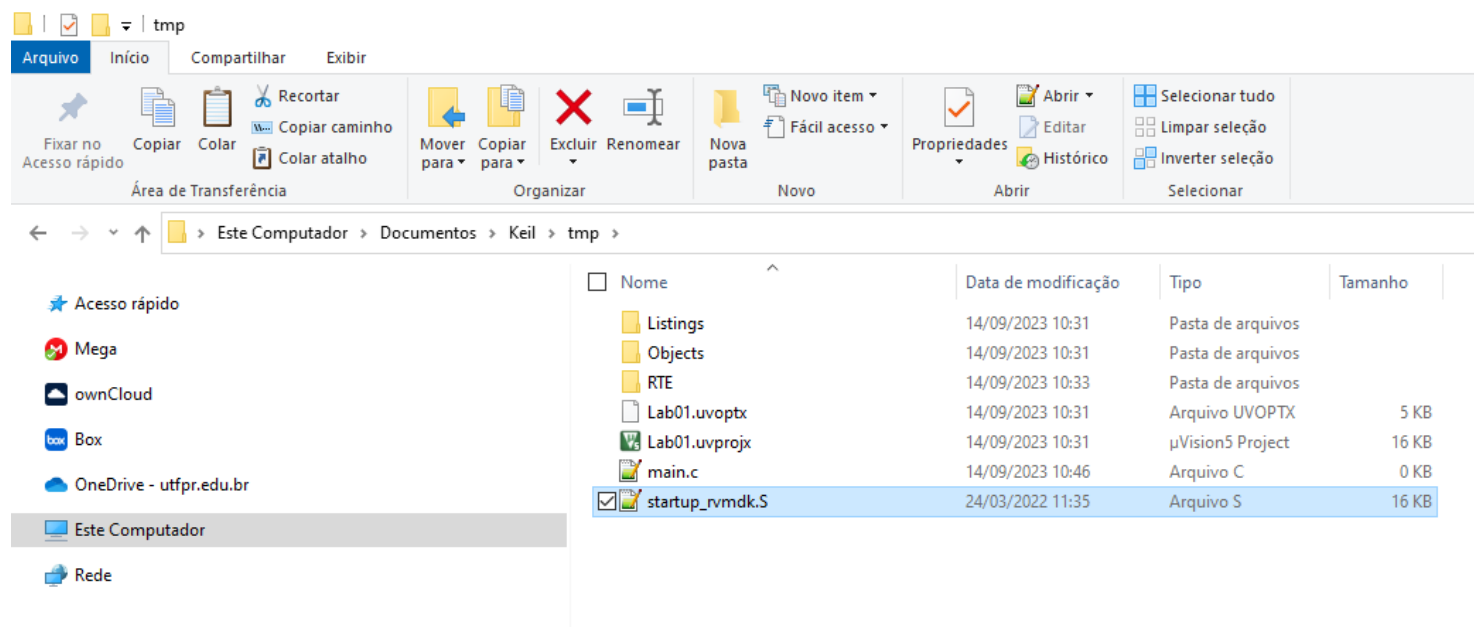 tmp
Arquivo Início Compartilhar Exibir
Fixar no Acesso rápido
Copiar
Colar
Recortar
Copiar caminho
Colar atalho
Área de Transferência
Mover para
Copiar para
Excluir
Renomear
Organizar
Nova pasta
Novo item
Fácil acesso
Novo
Propriedades
Abrir
Editar
Histórico
Abrir
Selecionar tudo
Limpar seleção
Inverter seleção
Selecionar
Este Computador > Documentos > Keil > tmp >
Acesso rápido
Mega
ownCloud
box Box
OneDrive - utfpr.edu.br
Este Computador
Rede
Nome Data de modificação Tipo Tamanho
Listings 14/09/2023 10:31 Pasta de arquivos
Objects 14/09/2023 10:31 Pasta de arquivos
RTE 14/09/2023 10:33 Pasta de arquivos
Lab01.uvoptx 14/09/2023 10:31 Arquivo UVOPTX 5 KB
Lab01.uvprojx 14/09/2023 10:31 µVision5 Project 16 KB
main.c 14/09/2023 10:46 Arquivo C 0 KB
startup_rvmdk.S 24/03/2022 11:35 Arquivo S 16 KB